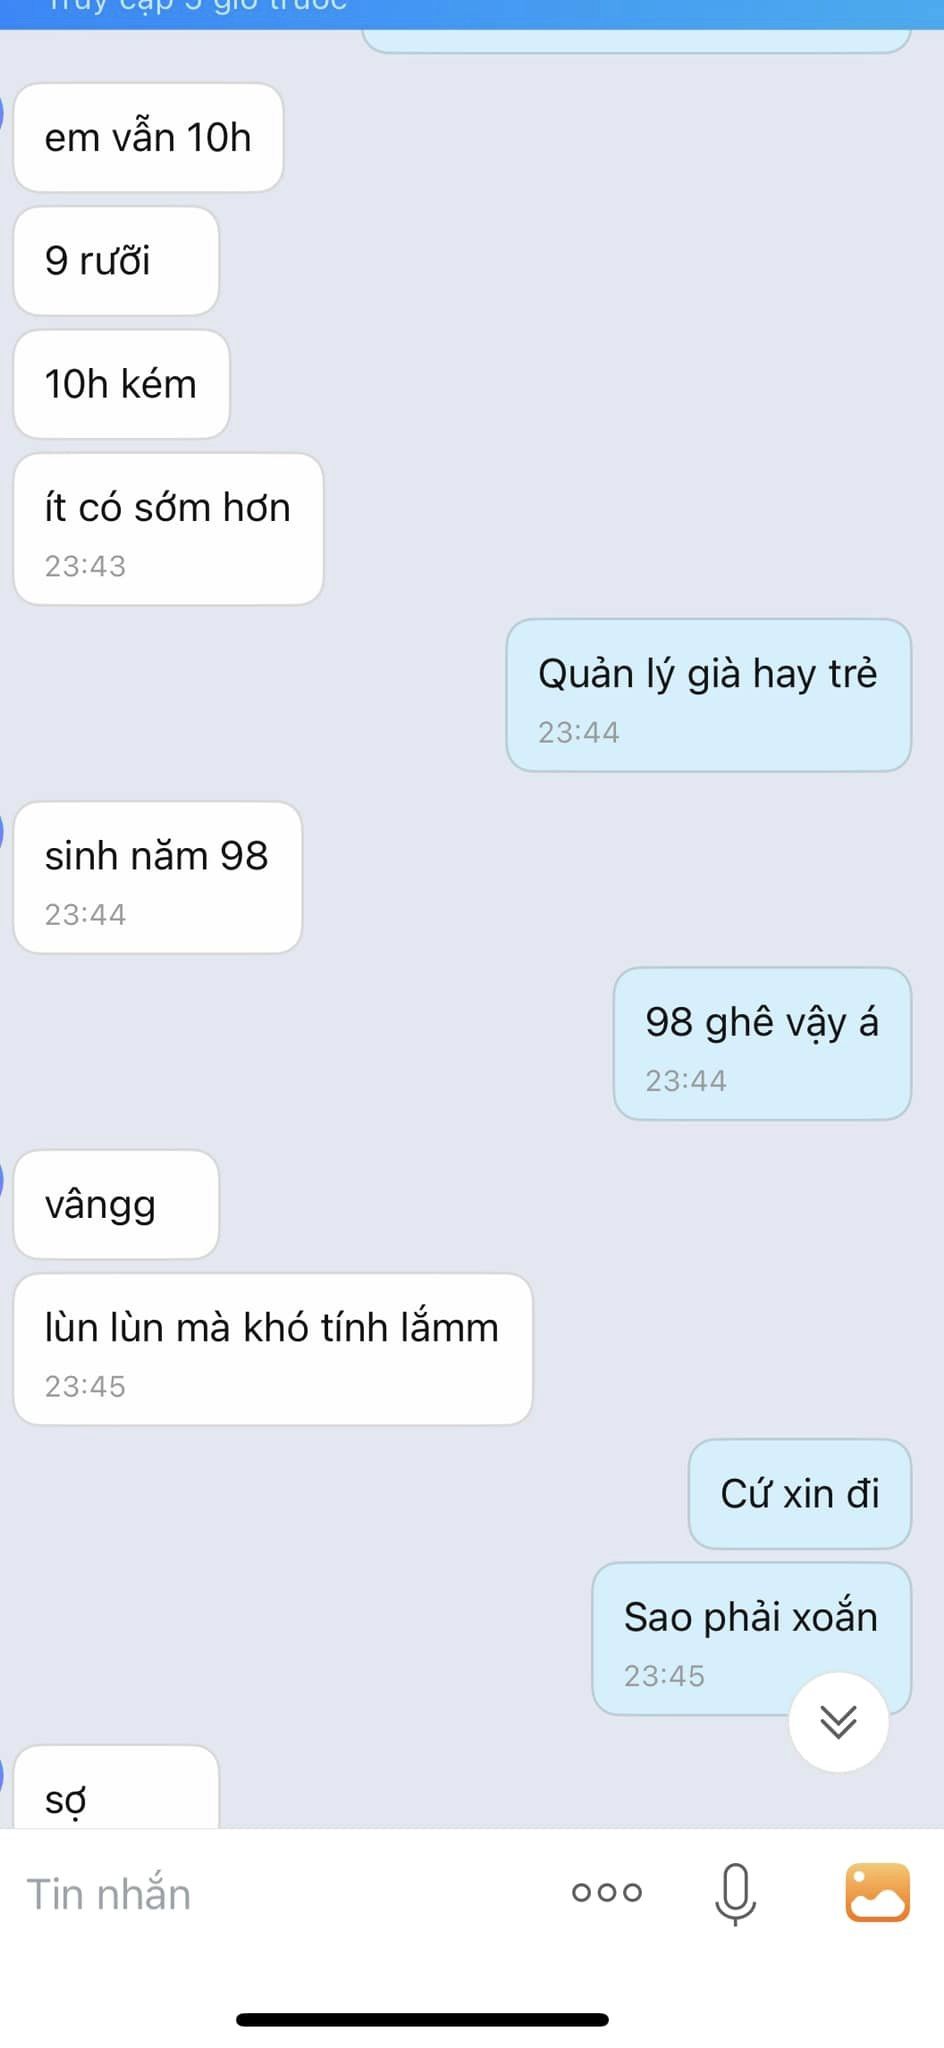 Truy cập 5 giờ trước
em vẫn 10h
9 rưỡi
10h kém
ít có sớm hơn
23:43
Quản lý già hay trẻ
23:44
sinh năm 98
23:44
98 ghê vậy á
23:44
vângg
lùn lùn mà khó tính lắmm
23:45
Cứ xin đi
Sao phải xoắn
23:45
sợ
Tin nhắn